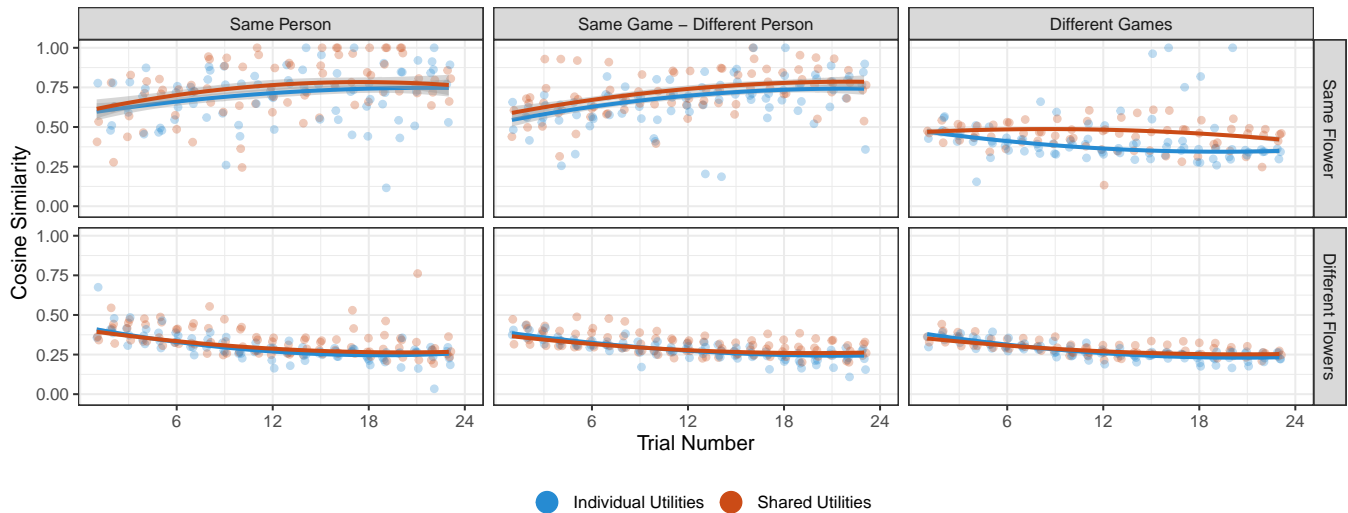 Same Person
Same Game − Different Person
Different Games
Cosine Similarity
1.00
0.75
0.50
0.25
0.00
Same Flower
1.00
0.75
0.50
0.25
0.00
Different Flowers
6 12 18 24
6 12 18 24
6 12 18 24
Trial Number
Individual Utilities
Shared Utilities